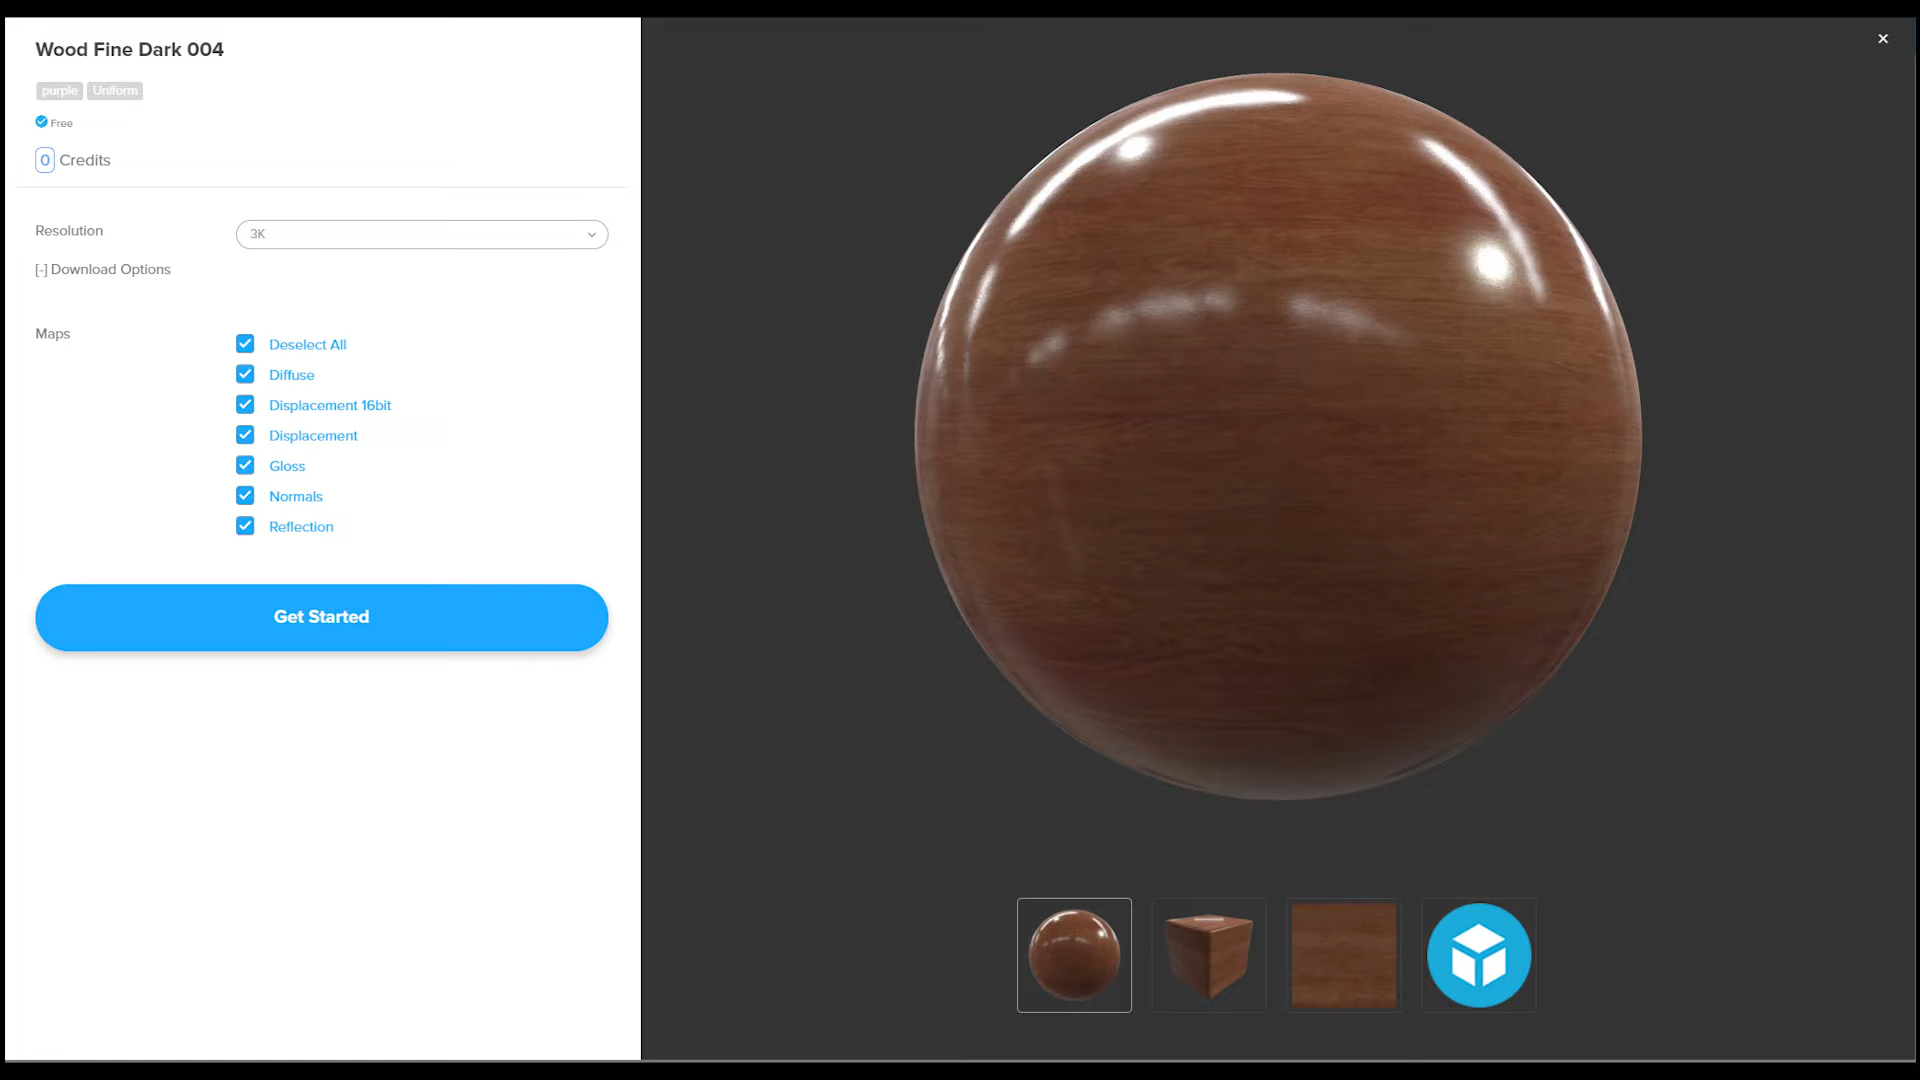 Wood Fine Dark 004
purple Uniform
Free
0 Credits
Resolution 3K
[-] Download Options
Maps
Deselect All
Diffuse
Displacement 16bit
Displacement
Gloss
Normals
Reflection
Get Started